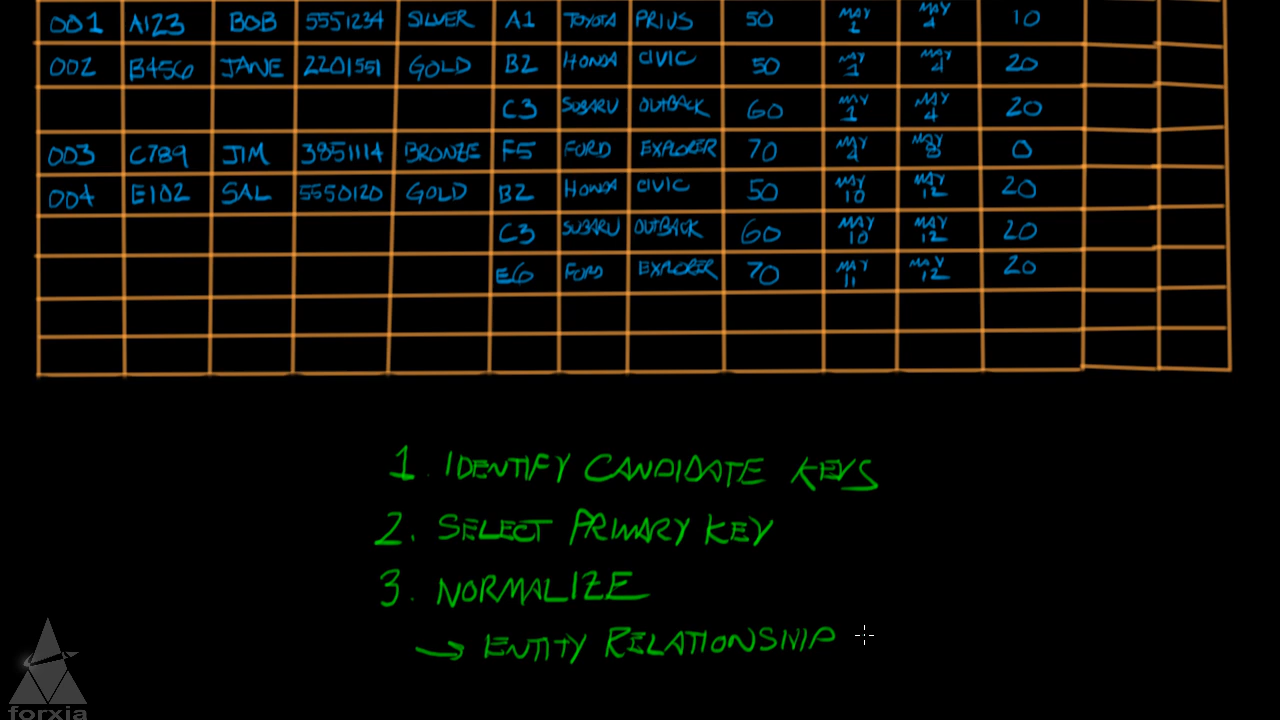 001 A123 BOB 5551234 SILVER A1 TOYOTA PRIUS 50 MAY 1 MAY 4 10
002 B456 JANE 2201551 GOLD B2 HONDA CIVIC 50 MAY 1 MAY 4 20
C3 SUBARU OUTBACK 60 MAY 1 MAY 4 20
003 C789 JIM 3851114 BRONZE F5 FORD EXPLORER 70 MAY 4 MAY 8 0
004 E102 SAL 5550120 GOLD B2 HONDA CIVIC 50 MAY 10 MAY 12 20
C3 SUBARU OUTBACK 60 MAY 10 MAY 12 20
E6 FORD EXPLORER 70 MAY 11 MAY 12 20
1. IDENTIFY CANDIDATE KEYS
2. SELECT PRIMARY KEY
3. NORMALIZE
→ ENTITY RELATIONSHIP
forxia